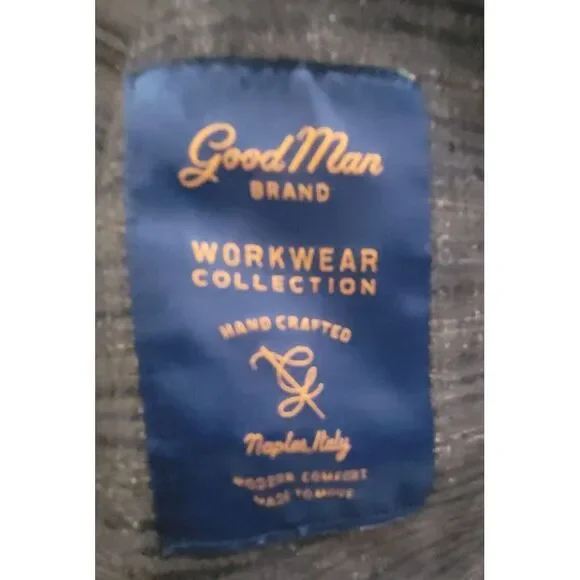 Good Man
BRAND
WORKWEAR
COLLECTION
HAND CRAFTED
Naples, Italy
MODERN COMFORT
MADE TO MOVE